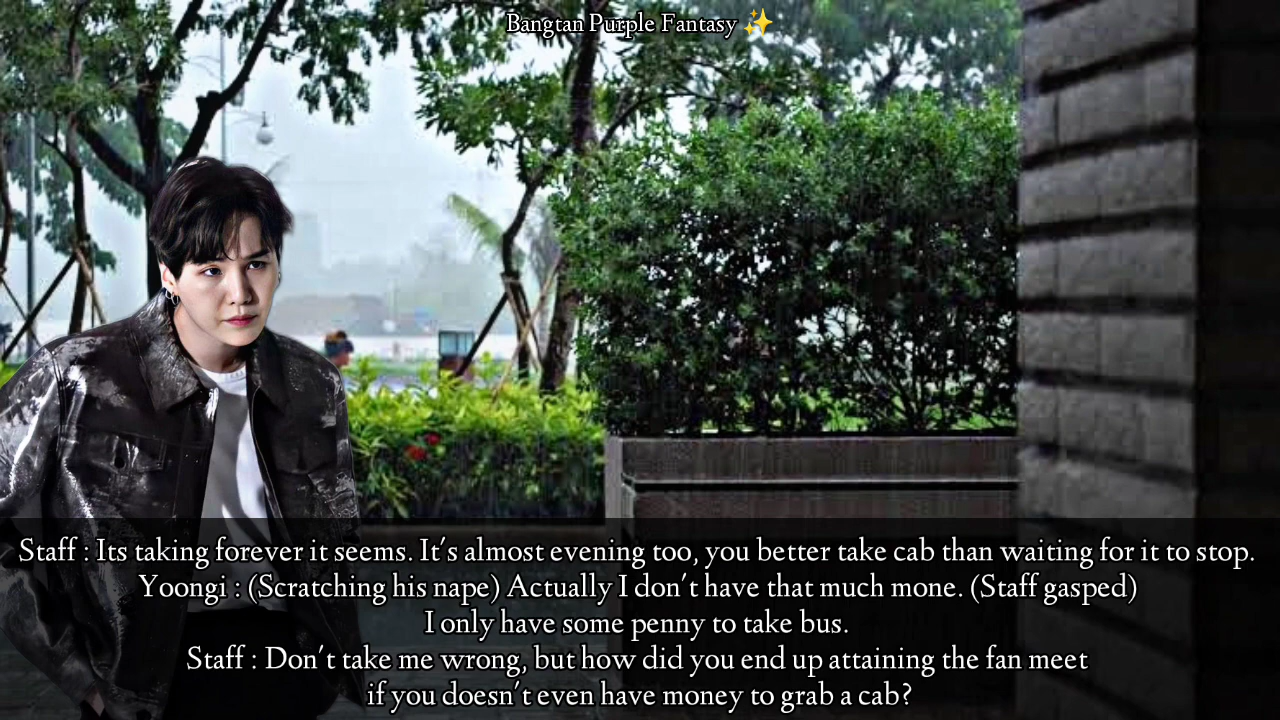 Bangtan Purple Fantasy ✨
Staff : Its taking forever it seems. It's almost evening too, you better take cab than waiting for it to stop.
Yoongi : (Scratching his nape) Actually I don't have that much mone. (Staff gasped)
I only have some penny to take bus.
Staff : Don't take me wrong, but how did you end up attaining the fan meet
if you doesn't even have money to grab a cab?